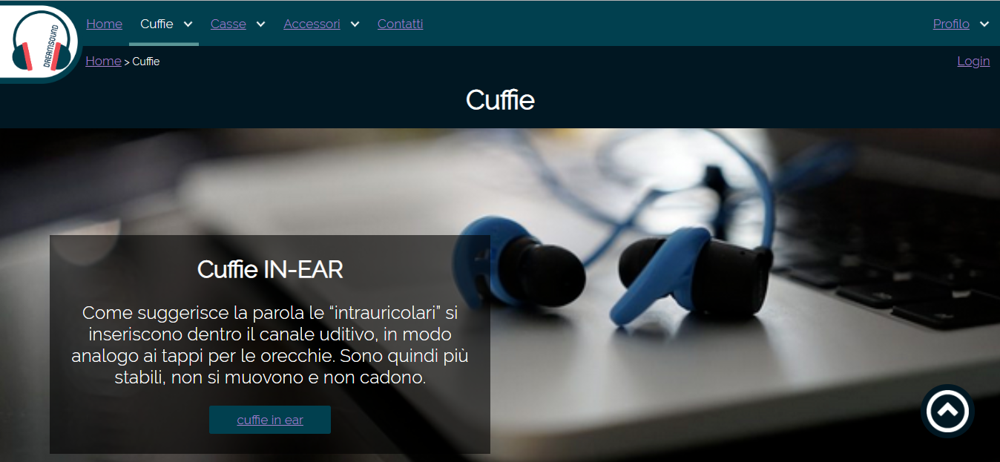 DREAMSOUND
Home Cuffie Casse Accessori Contatti Profilo
Home > Cuffie Login
Cuffie
Cuffie IN-EAR
Come suggerisce la parola le “intrauricolari” si
inseriscono dentro il canale uditivo, in modo
analogo ai tappi per le orecchie. Sono quindi più
stabili, non si muovono e non cadono.
cuffie in ear